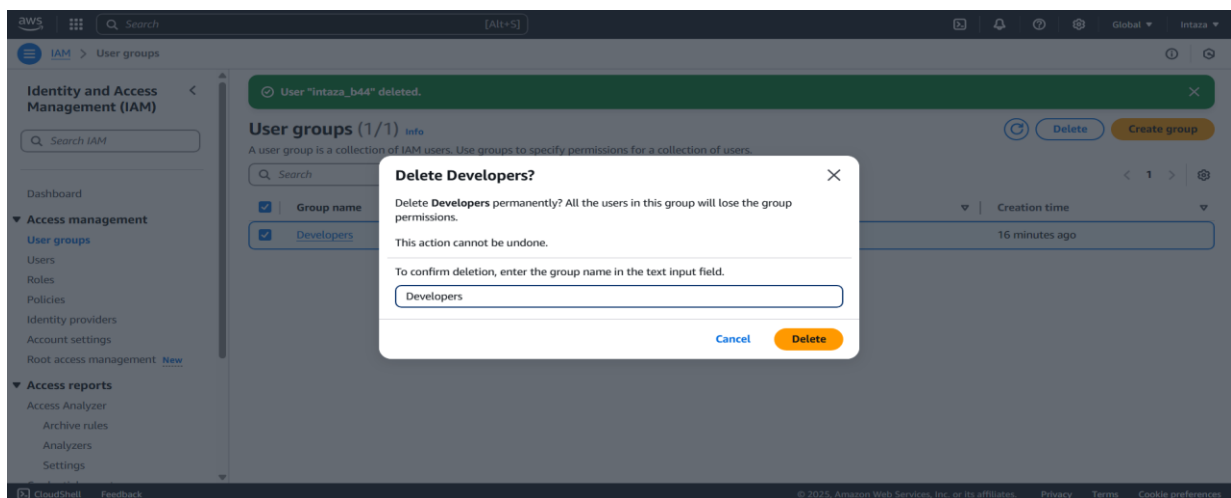 aws
Search
[Alt+S]
Global
Intaza
IAM > User groups
Identity and Access
Management (IAM)
Search IAM
Dashboard
Access management
User groups
Users
Roles
Policies
Identity providers
Account settings
Root access management New
Access reports
Access Analyzer
Archive rules
Analyzers
Settings
User "intaza_b44" deleted.
User groups (1/1) Info
Delete
Create group
A user group is a collection of IAM users. Use groups to specify permissions for a collection of users.
Search
1
Group name
Creation time
Developers
16 minutes ago
Delete Developers?
Delete Developers permanently? All the users in this group will lose the group
permissions.
This action cannot be undone.
To confirm deletion, enter the group name in the text input field.
Developers
Cancel
Delete
CloudShell Feedback
© 2025, Amazon Web Services, Inc. or its affiliates. Privacy Terms Cookie preferences